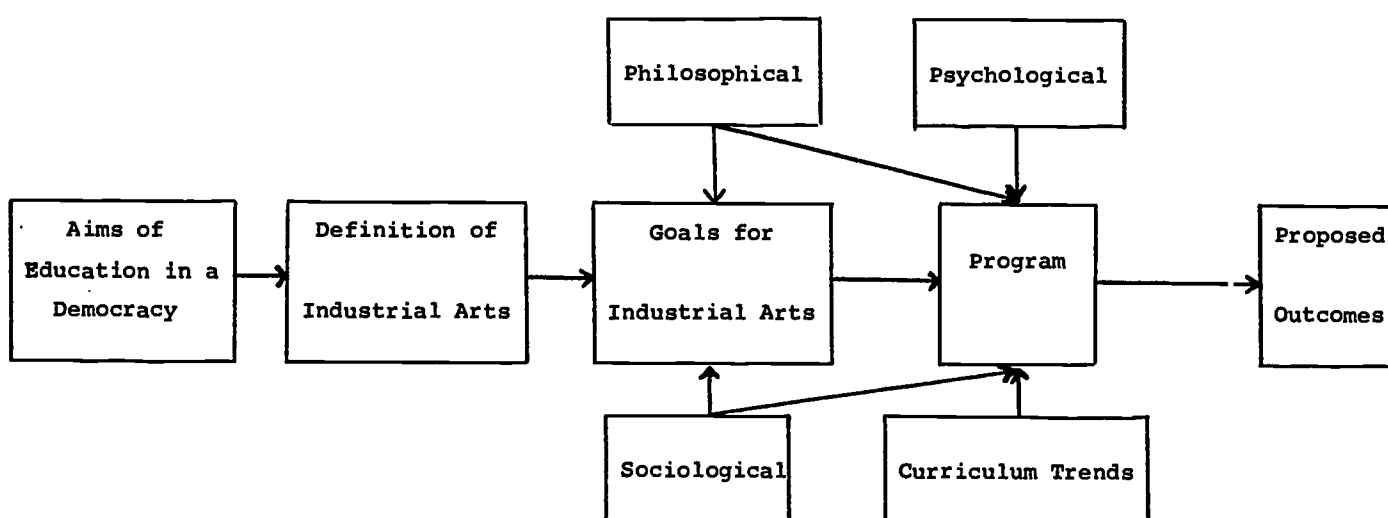 Philosophical
Psychological
Aims of
Education in a
Democracy
Definition of
Industrial Arts
Goals for
Industrial Arts
Program
Proposed
Outcomes
Sociological
Curriculum Trends